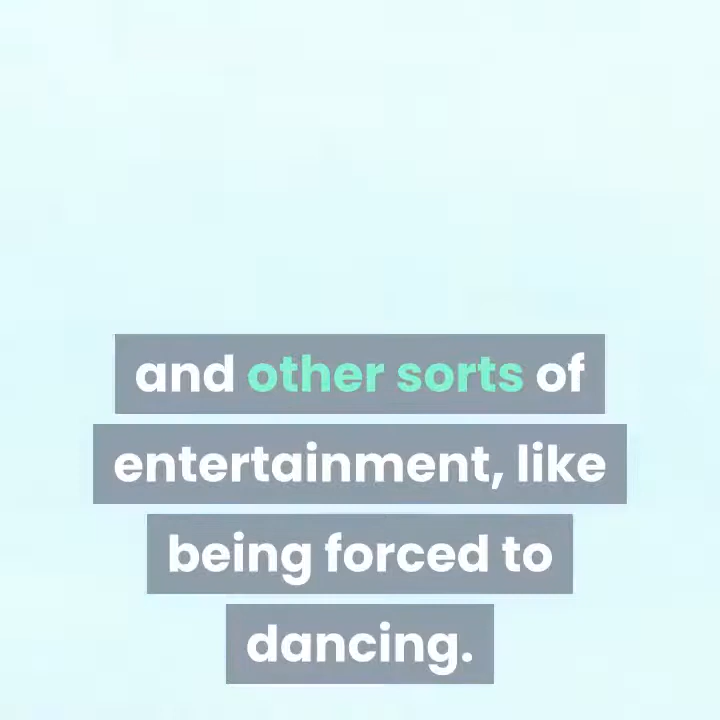 and other sorts of
entertainment, like
being forced to
dancing.